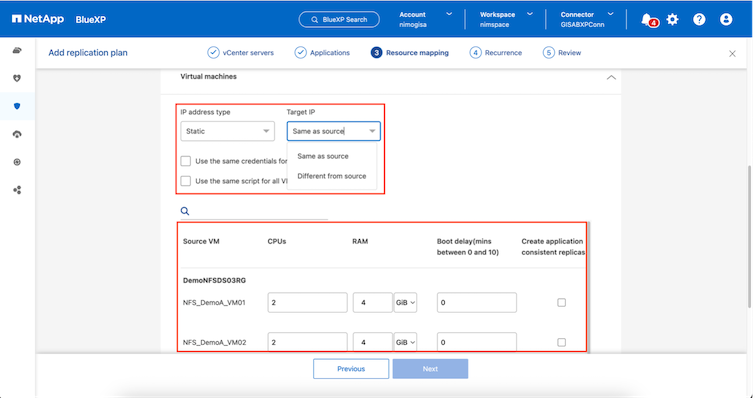 NetApp BlueXP
BlueXP Search
Account
nimogisa
Workspace
nimspace
Connector
GISABXPConn
4
Add replication plan
vCenter servers
Applications
3 Resource mapping
4 Recurrence
5 Review
Virtual machines
IP address type
Target IP
Static
Same as source
Same as source
Different from source
Use the same credentials for
Use the same script for all
Source VM
CPUs
RAM
Boot delay(mins
between 0 and 10)
Create application
consistent replicas
DemoNFSDS03RG
NFS_DemoA_VM01
2
4
GiB
0
NFS_DemoA_VM02
2
4
GiB
0
Previous
Next